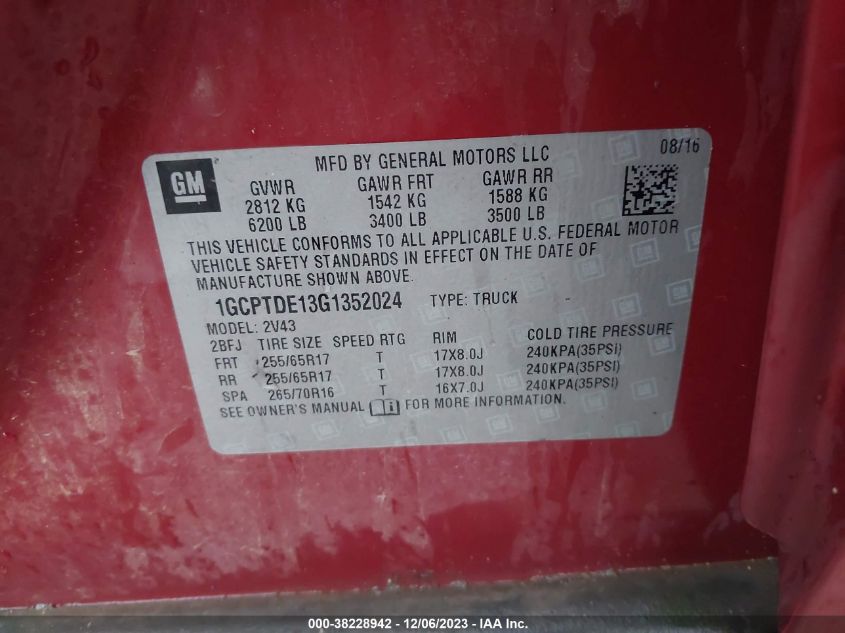 GM
MFD BY GENERAL MOTORS LLC 08/16
GVWR GAWR FRT GAWR RR
2812 KG 1542 KG 1588 KG
6200 LB 3400 LB 3500 LB
THIS VEHICLE CONFORMS TO ALL APPLICABLE U.S. FEDERAL MOTOR
VEHICLE SAFETY STANDARDS IN EFFECT ON THE DATE OF
MANUFACTURE SHOWN ABOVE.
1GCPTDE13G1352024 TYPE: TRUCK
MODEL: 2V43
2BFJ TIRE SIZE SPEED RTG RIM COLD TIRE PRESSURE
FRT 255/65R17 T 17X8.0J 240KPA(35PSI)
RR 255/65R17 T 17X8.0J 240KPA(35PSI)
SPA 265/70R16 T 16X7.0J 240KPA(35PSI)
SEE OWNER'S MANUAL FOR MORE INFORMATION.
000-38228942 - 12/06/2023 - IAA Inc.